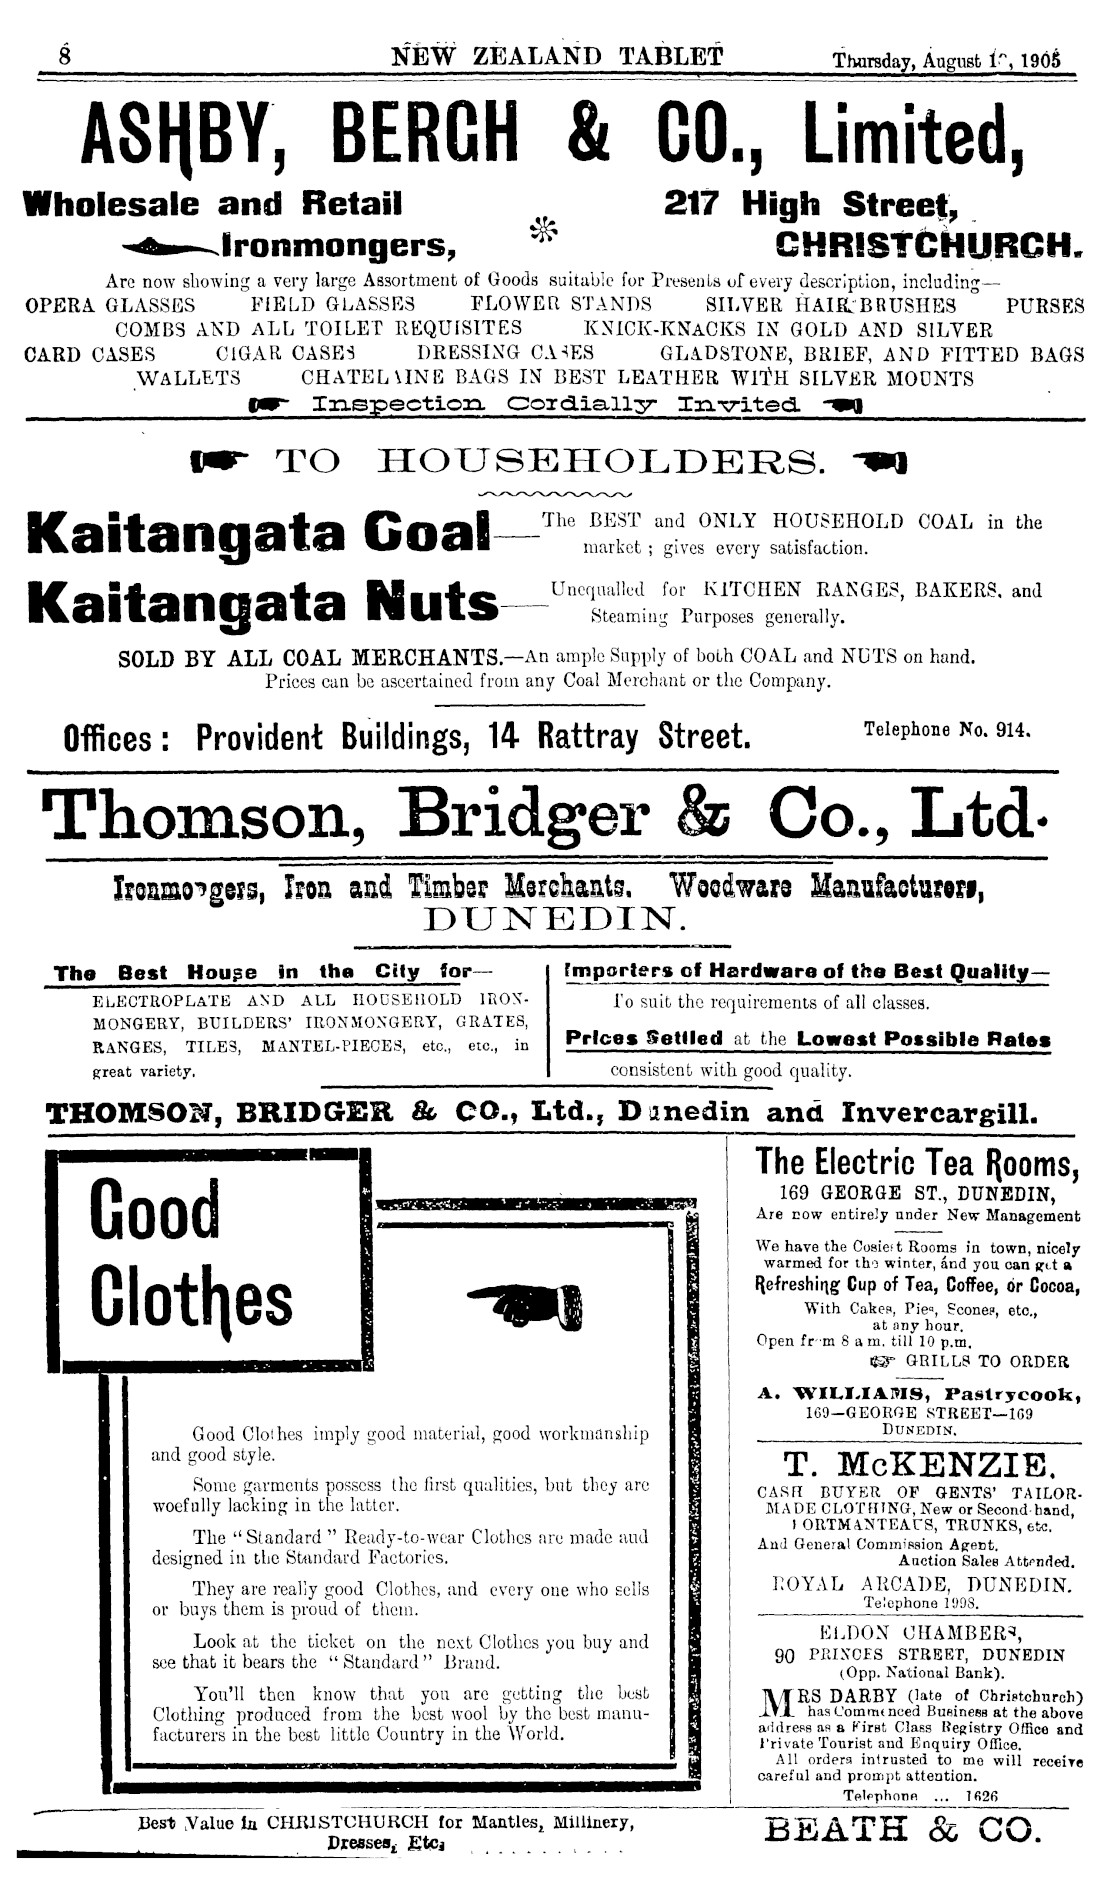 8 NEW ZEALAND TABLET Thursday, August 1 , 1905
ASHBY, BERGH & CO., Limited,
Wholesale and Retail 217 High Street,
Ironmongers, CHRISTCHURCH.
Are now showing a very large Assortment of Goods suitable for Presents of every description, including—
OPERA GLASSES FIELD GLASSES FLOWER STANDS SILVER HAIR BRUSHES PURSES
COMBS AND ALL TOILET REQUISITES KNICK-KNACKS IN GOLD AND SILVER
CARD CASES CIGAR CASES DRESSING CASES GLADSTONE, BRIEF, AND FITTED BAGS
WALLETS CHATELAINE BAGS IN BEST LEATHER WITH SILVER MOUNTS
Inspection Cordially Invited
TO HOUSEHOLDERS.
Kaitangata Coal—The BEST and ONLY HOUSEHOLD COAL in the
market ; gives every satisfaction.
Kaitangata Nuts—Unequalled for KITCHEN RANGES, BAKERS, and
Steaming Purposes generally.
SOLD BY ALL COAL MERCHANTS.—An ample Supply of both COAL and NUTS on hand.
Prices can be ascertained from any Coal Merchant or the Company.
Offices : Provident Buildings, 14 Rattray Street. Telephone No. 914.
Thomson, Bridger & Co., Ltd.
Ironmongers, Iron and Timber Merchants. Woodware Manufacturers,
DUNEDIN.
The Best House in the City for—
ELECTROPLATE AND ALL HOUSEHOLD IRON-
MONGERY, BUILDERS' IRONMONGERY, GRATES,
RANGES, TILES, MANTEL-PIECES, etc., etc., in
great variety.
Importers of Hardware of the Best Quality—
To suit the requirements of all classes.
Prices Settled at the Lowest Possible Rates
consistent with good quality.
THOMSON, BRIDGER & CO., Ltd., Dunedin and Invercargill.
Good
Clothes
Good Clothes imply good material, good workmanship
and good style.
Some garments possess the first qualities, but they are
woefully lacking in the latter.
The "Standard" Ready-to-wear Clothes are made and
designed in the Standard Factories.
They are really good Clothes, and every one who sells
or buys them is proud of them.
Look at the ticket on the next Clothes you buy and
see that it bears the "Standard" Brand.
You'll then know that you are getting the best
Clothing produced from the best wool by the best manu-
facturers in the best little Country in the World.
The Electric Tea Rooms,
169 GEORGE ST., DUNEDIN,
Are now entirely under New Management
We have the Cosiest Rooms in town, nicely
warmed for the winter, and you can get a
Refreshing Cup of Tea, Coffee, or Cocoa,
With Cakes, Pies, Scones, etc.,
at any hour.
Open from 8 a m. till 10 p.m.
GRILLS TO ORDER
A. WILLIAMS, Pastrycook,
169—GEORGE STREET—169
DUNEDIN.
T. McKENZIE.
CASH BUYER OF GENTS' TAILOR-
MADE CLOTHING, New or Second-hand,
PORTMANTEAUS, TRUNKS, etc.
And General Commission Agent.
Auction Sales Attended.
ROYAL ARCADE, DUNEDIN.
Telephone 1998.
ELDON CHAMBERS,
90 PRINCES STREET, DUNEDIN
(Opp. National Bank).
MRS DARBY (late of Christchurch)
has Commenced Business at the above
address as a First Class Registry Office and
Private Tourist and Enquiry Office.
All orders intrusted to me will receive
careful and prompt attention.
Telephone ... 1626
Best Value in CHRISTCHURCH for Mantles, Millinery,
Dresses, Etc,
BEATH & CO.